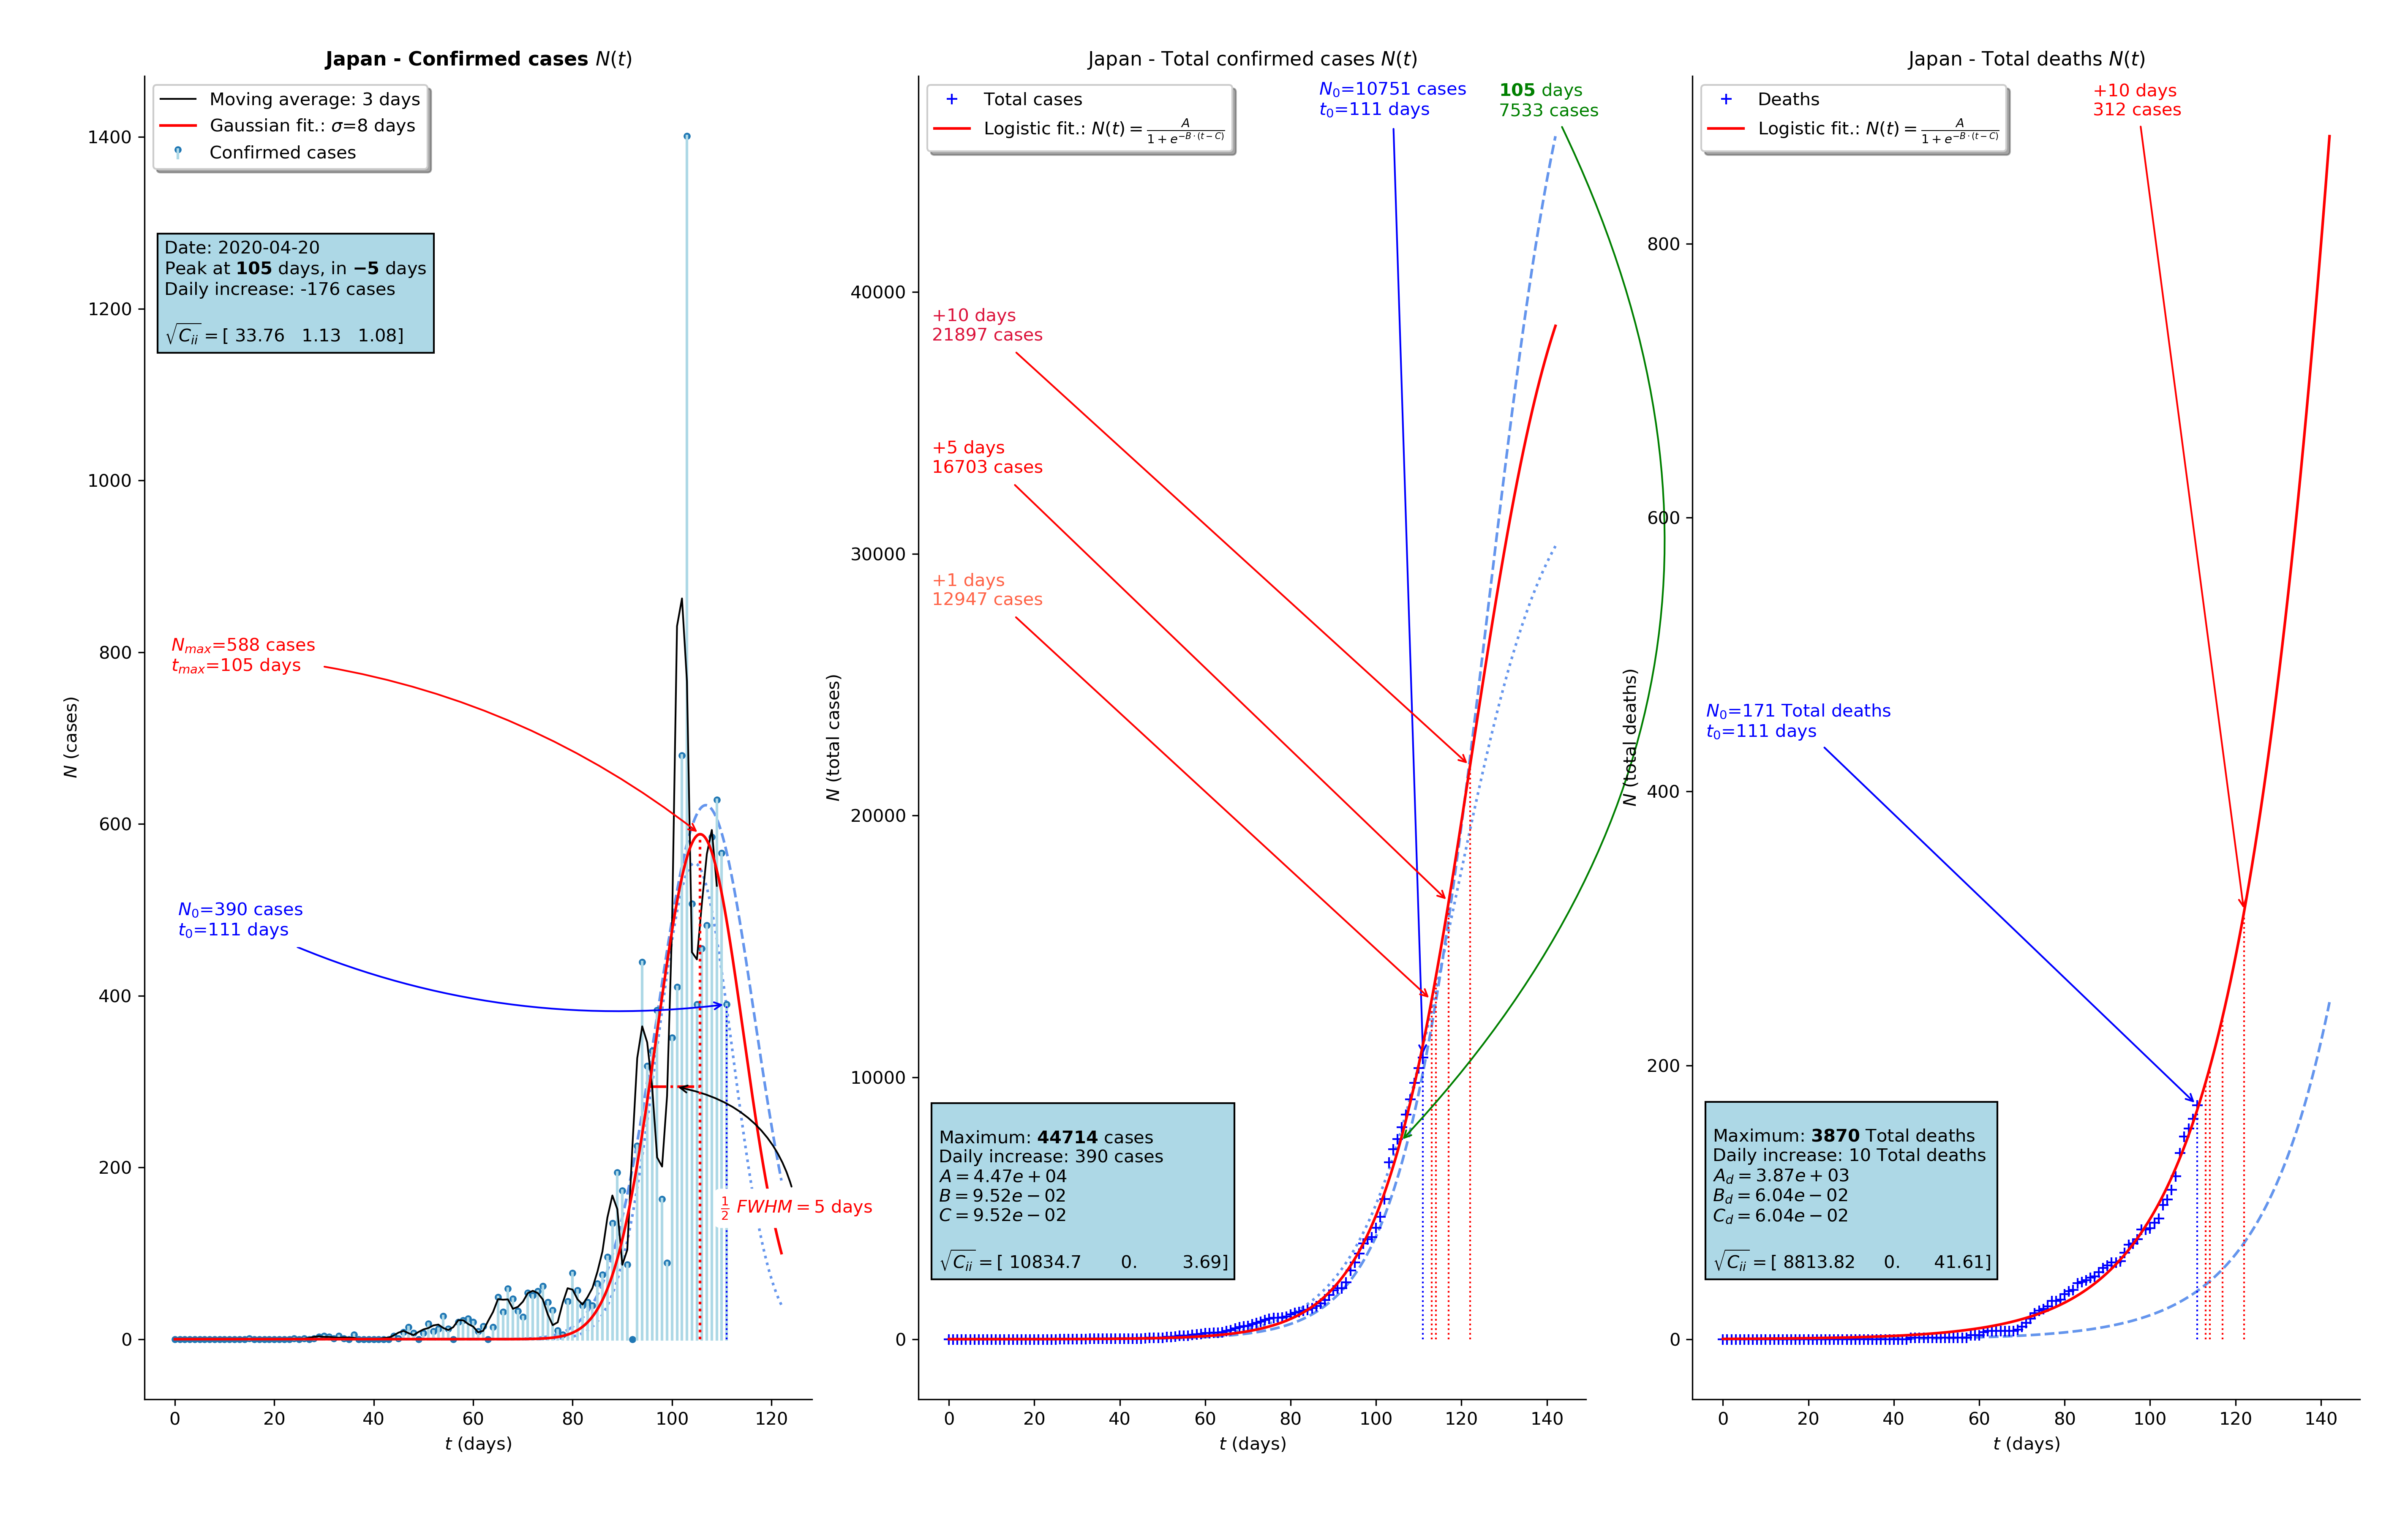 Japan - Confirmed cases N(t)
Moving average: 3 days
Gaussian fit.: σ=8 days
Confirmed cases
Date: 2020-04-20
Peak at 105 days, in −5 days
Daily increase: -176 cases
√C_ii = [ 33.76 1.13 1.08]
N_max=588 cases
t_max=105 days
N_0=390 cases
t_0=111 days
1/2 FWHM = 5 days
N (cases)
1400
1200
1000
800
600
400
200
0
0 20 40 60 80 100 120
t (days)
Japan - Total confirmed cases N(t)
Total cases
Logistic fit.: N(t) = A / 1 + e^{−B·(t−C)}
N_0=10751 cases
t_0=111 days
105 days
7533 cases
+10 days
21897 cases
+5 days
16703 cases
+1 days
12947 cases
Maximum: 44714 cases
Daily increase: 390 cases
A = 4.47e + 04
B = 9.52e − 02
C = 9.52e − 02
√C_ii = [ 10834.7 0. 3.69]
N (total cases)
40000
30000
20000
10000
0
0 20 40 60 80 100 120 140
t (days)
Japan - Total deaths N(t)
Deaths
Logistic fit.: N(t) = A / 1 + e^{−B·(t−C)}
+10 days
312 cases
N_0=171 Total deaths
t_0=111 days
Maximum: 3870 Total deaths
Daily increase: 10 Total deaths
A_d = 3.87e + 03
B_d = 6.04e − 02
C_d = 6.04e − 02
√C_ii = [ 8813.82 0. 41.61]
N (total deaths)
800
600
400
200
0
0 20 40 60 80 100 120 140
t (days)